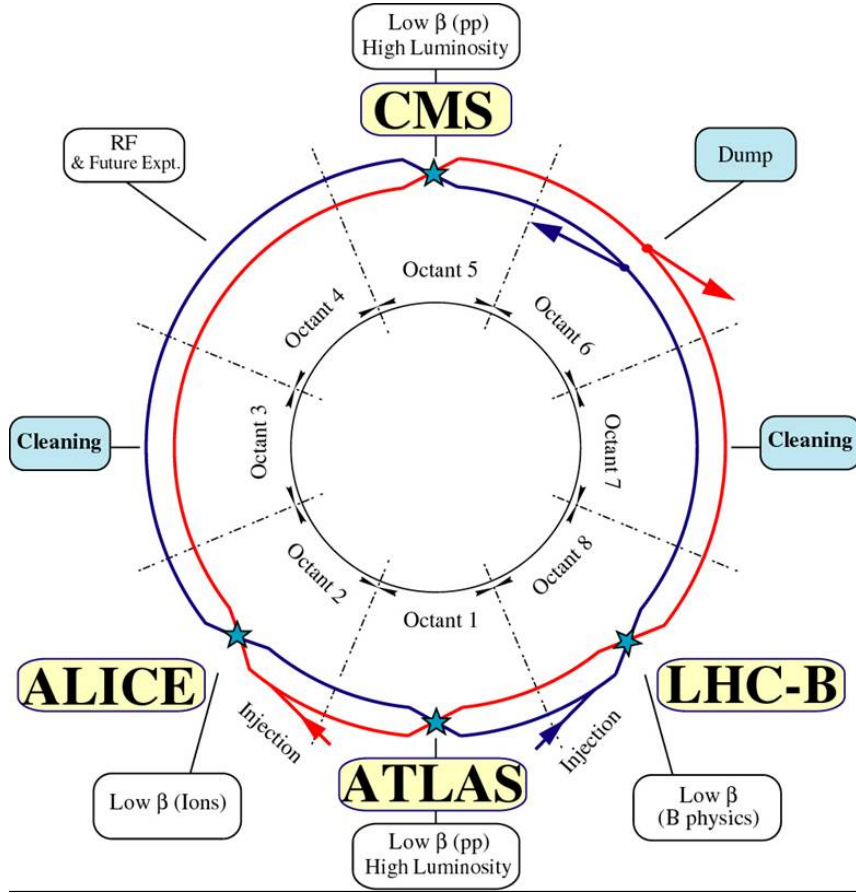 Low β (pp)
High Luminosity
CMS
RF
& Future Expt.
Dump
Octant 5
Octant 4
Octant 6
Cleaning
Octant 3
Octant 7
Cleaning
Octant 2
Octant 8
Octant 1
ALICE
LHC-B
Injection
Injection
ATLAS
Low β (Ions)
Low β
(B physics)
Low β (pp)
High Luminosity